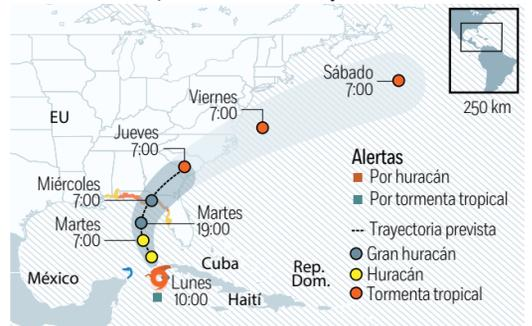 Sábado
7:00
Viernes
7:00
250 km
EU
Jueves
7:00
Alertas
Por huracán
Por tormenta tropical
Miércoles
7:00
Martes
19:00
Martes
7:00
Trayectoria prevista
Gran huracán
Huracán
Tormenta tropical
México
Cuba
Rep.
Dom.
Lunes
10:00
Haití